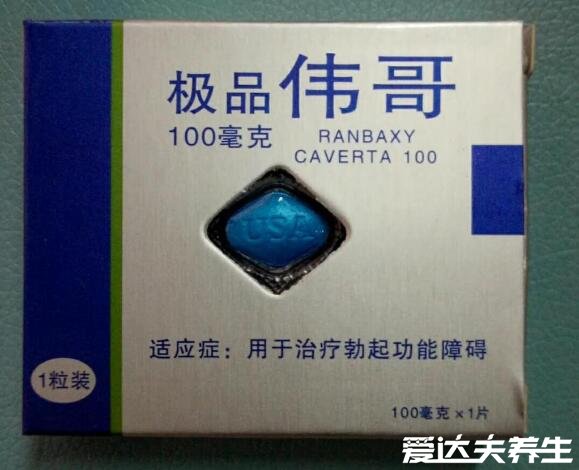 极品伟哥
100毫克
RANBAXY
CAVERTA 100
USA
适应症：用于治疗勃起功能障碍
1粒装
100毫克×1片
爱达夫养生